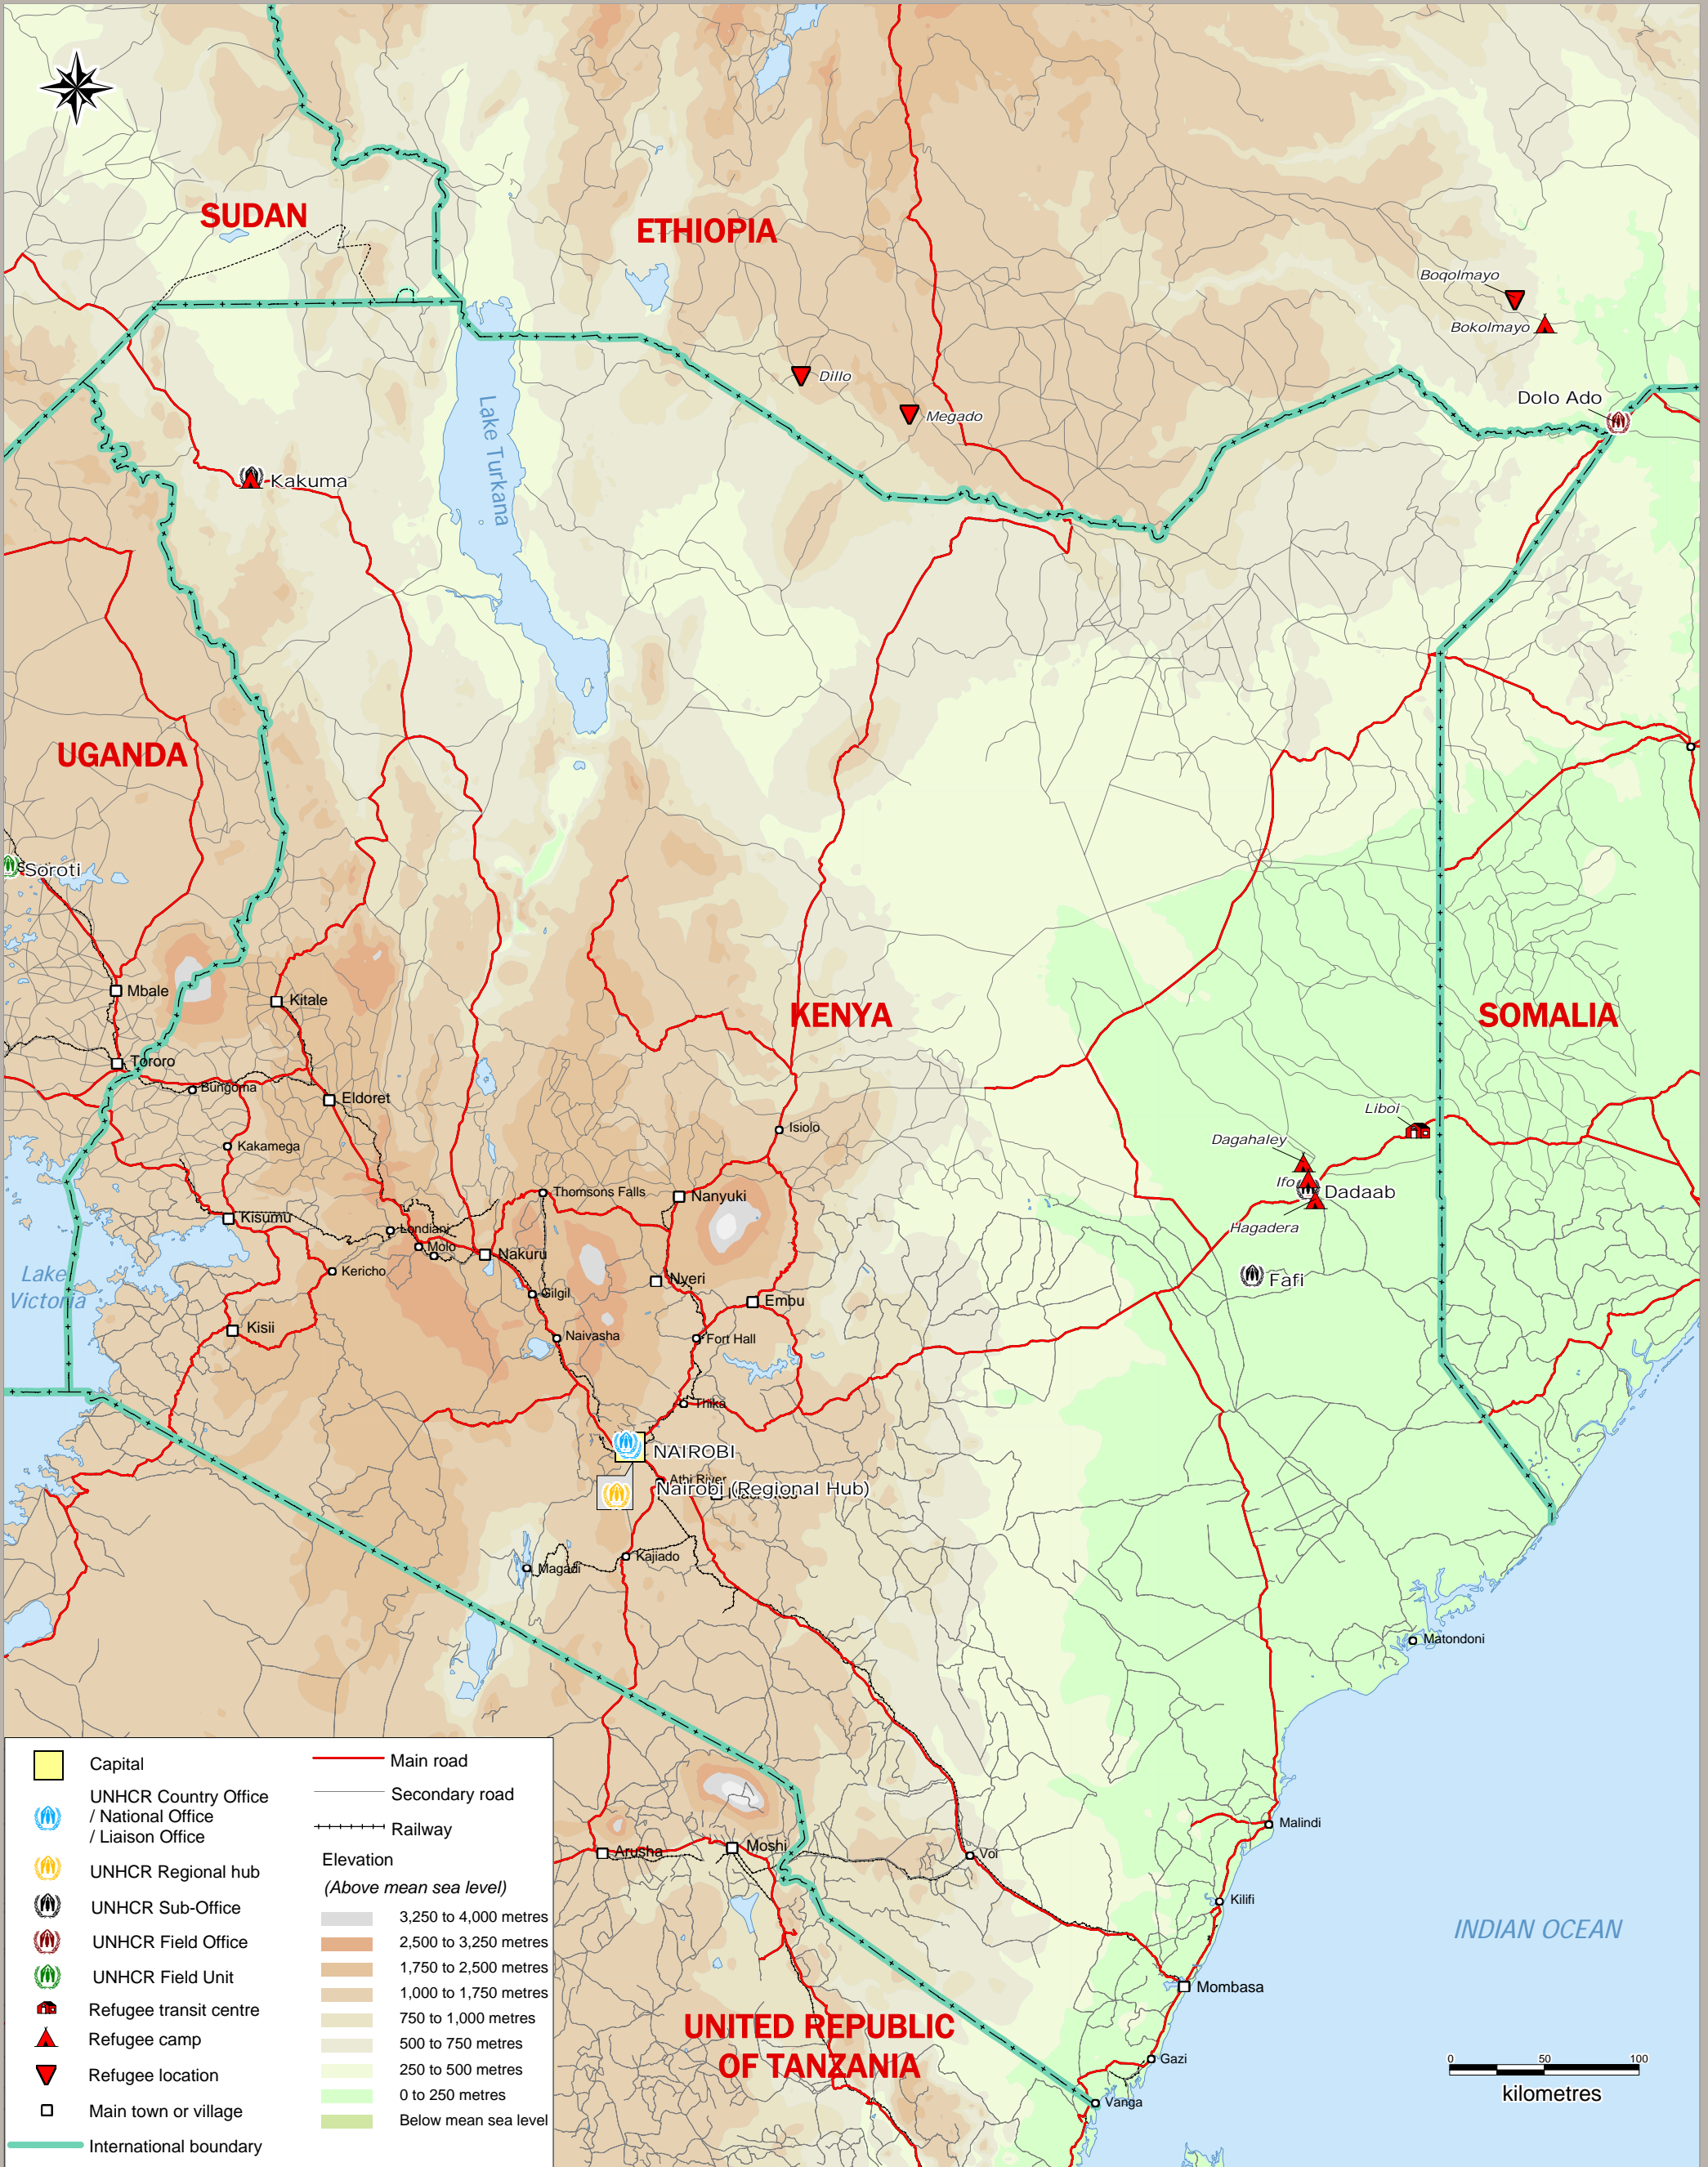 SUDAN
ETHIOPIA
Boqolmayo
Bokolmayo
Dillo
Megado
Dolo Ado
Lake Turkana
Kakuma
UGANDA
Soroti
Mbale
Kitale
KENYA
SOMALIA
Tororo
Bungoma
Eldoret
Kakamega
Isiolo
Liboi
Dagahaley
Ifo
Dadaab
Hagadera
Thomsons Falls
Nanyuki
Kisumu
Londiani
Molo
Nakuru
Kericho
Lake
Victoria
Nyeri
Fafi
Gilgil
Embu
Kisii
Naivasha
Fort Hall
Thika
NAIROBI
Athi River
Nairobi (Regional Hub)
Kajiado
Magadi
Matondoni
Arusha
Moshi
Voi
Malindi
Kilifi
INDIAN OCEAN
Mombasa
UNITED REPUBLIC
OF TANZANIA
Gazi
Vanga
0 50 100
kilometres
Capital
UNHCR Country Office
/ National Office
/ Liaison Office
UNHCR Regional hub
UNHCR Sub-Office
UNHCR Field Office
UNHCR Field Unit
Refugee transit centre
Refugee camp
Refugee location
Main town or village
International boundary
Main road
Secondary road
Railway
Elevation
(Above mean sea level)
3,250 to 4,000 metres
2,500 to 3,250 metres
1,750 to 2,500 metres
1,000 to 1,750 metres
750 to 1,000 metres
500 to 750 metres
250 to 500 metres
0 to 250 metres
Below mean sea level